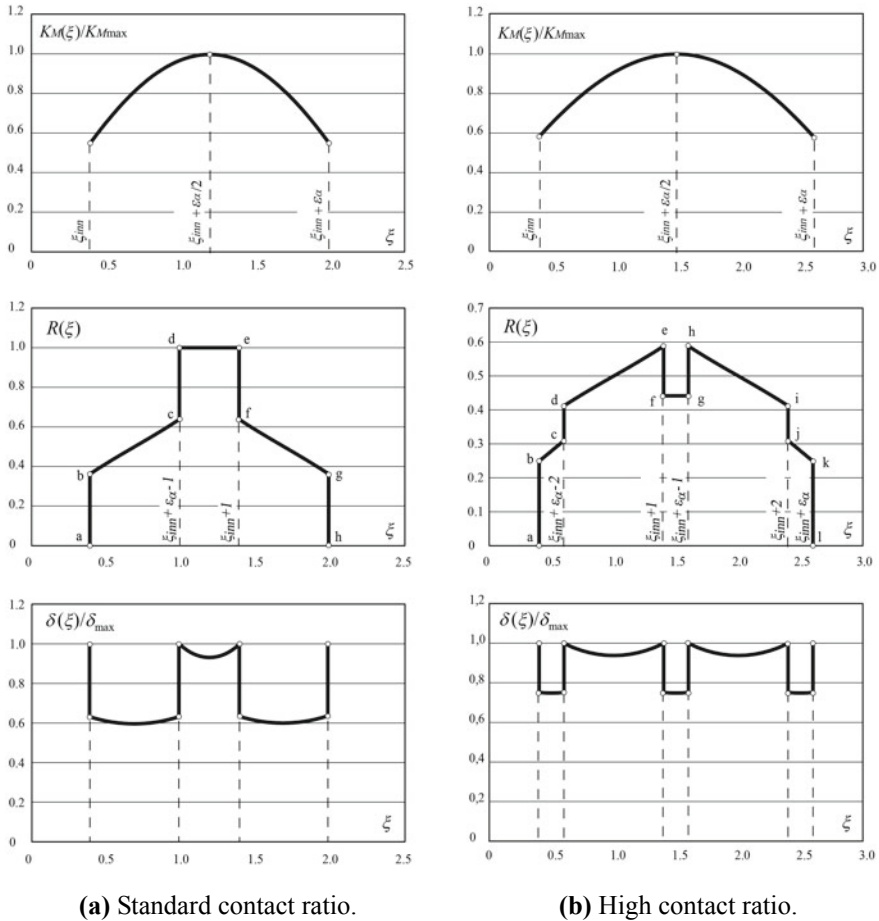 K_M(ξ)/K_Mmax
1.2
1.0
0.8
0.6
0.4
0.2
0
ξinn
ξinn + εα/2
ξinn + εα
ξ
0 0.5 1.0 1.5 2.0 2.5
K_M(ξ)/K_Mmax
1.2
1.0
0.8
0.6
0.4
0.2
0
ξinn
ξinn + εα/2
ξinn + εα
ξ
0 0.5 1.0 1.5 2.0 2.5 3.0
R(ξ)
1.2
1.0
0.8
0.6
0.4
0.2
0
a
b
c
d
e
f
g
h
ξinn + εα - 1
ξinn + 1
ξ
0 0.5 1.0 1.5 2.0 2.5
R(ξ)
0.7
0.6
0.5
0.4
0.3
0.2
0.1
0
a
b
c
d
e
f
g
h
i
j
k
l
ξinn + εα - 2
ξinn + 1
ξinn + εα - 1
ξinn + 2
ξinn + εα
ξ
0 0.5 1.0 1.5 2.0 2.5 3.0
δ(ξ)/δmax
1.2
1.0
0.8
0.6
0,4
0,2
0
ξ
0 0.5 1.0 1.5 2.0 2.5
δ(ξ)/δmax
1,2
1,0
0,8
0,6
0,4
0,2
0
ξ
0 0.5 1.0 1.5 2.0 2.5 3.0
(a) Standard contact ratio.
(b) High contact ratio.